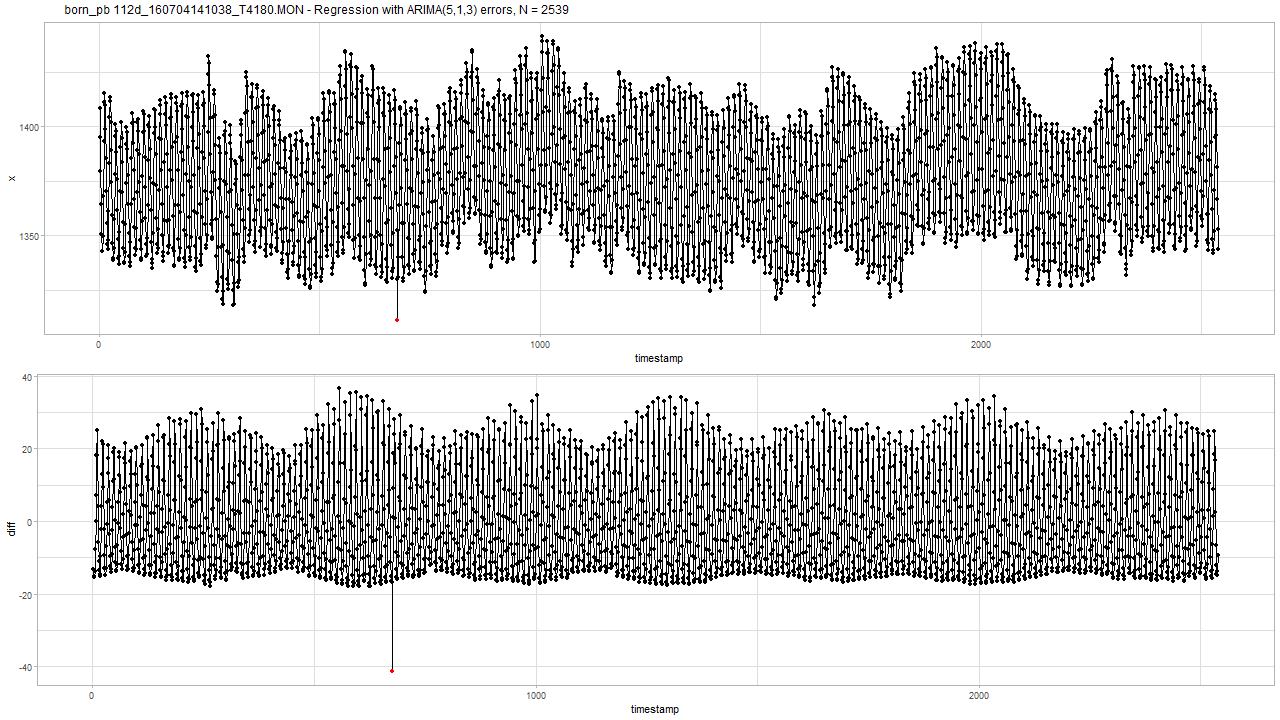 born_pb 112d_160704141038_T4180.MON - Regression with ARIMA(5,1,3) errors, N = 2539
1400
x
1350
0
1000
2000
timestamp
40
20
0
diff
-20
-40
0
1000
2000
timestamp